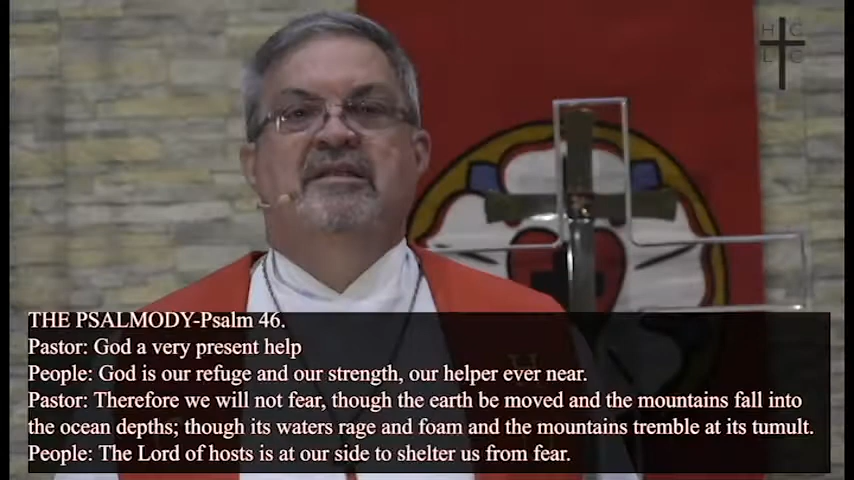 H C
L C
THE PSALMODY-Psalm 46.
Pastor: God a very present help
People: God is our refuge and our strength, our helper ever near.
Pastor: Therefore we will not fear, though the earth be moved and the mountains fall into
the ocean depths; though its waters rage and foam and the mountains tremble at its tumult.
People: The Lord of hosts is at our side to shelter us from fear.